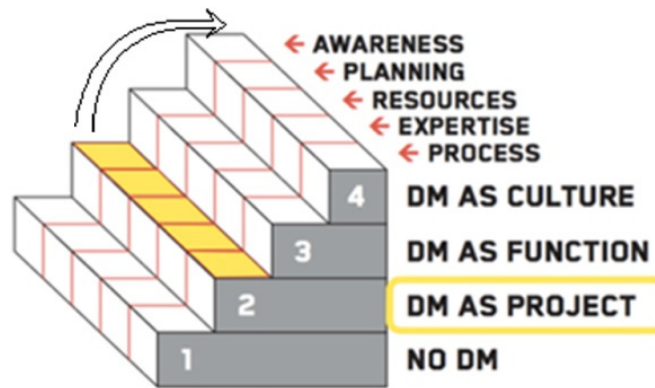 ← AWARENESS
← PLANNING
← RESOURCES
← EXPERTISE
← PROCESS
4 DM AS CULTURE
3 DM AS FUNCTION
2 DM AS PROJECT
1 NO DM